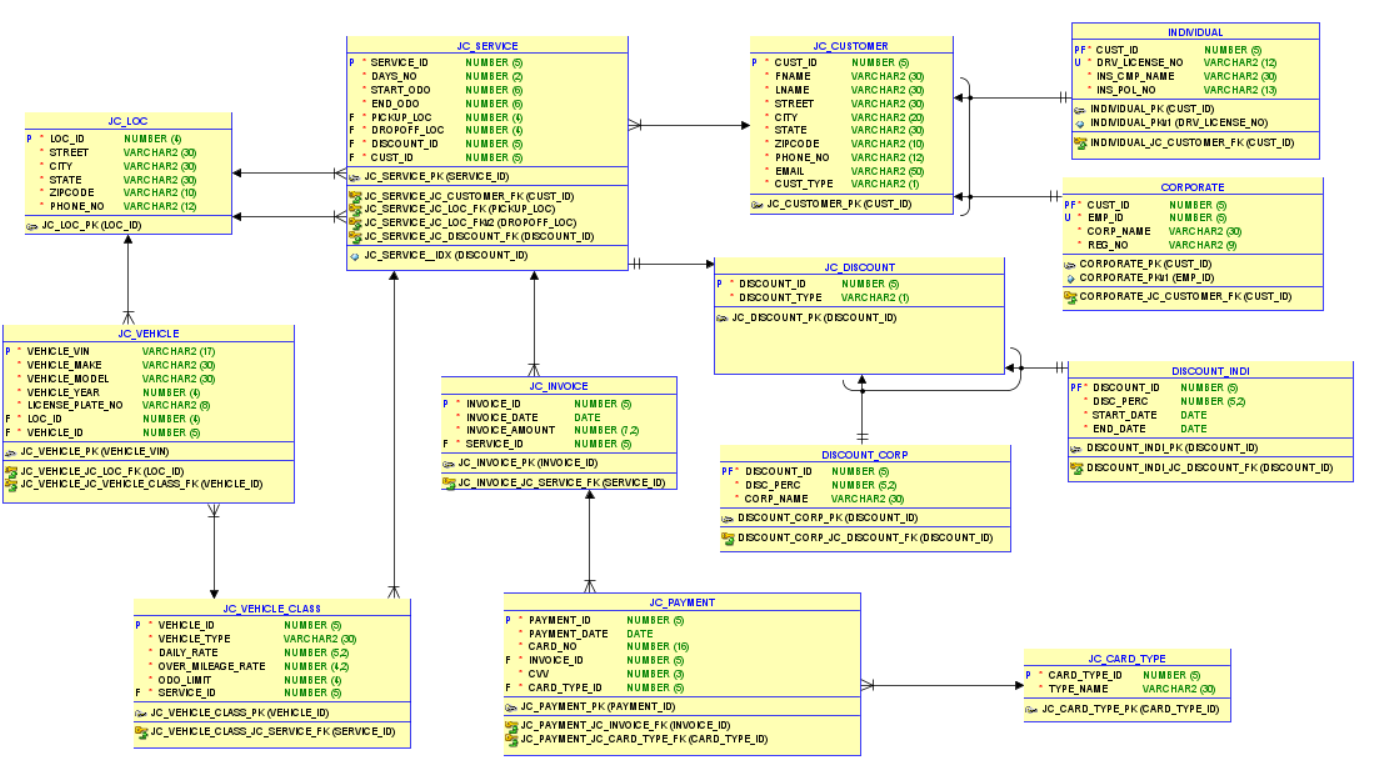 JC_SERVICE
P * SERVICE_ID NUMBER (5)
* DAYS_NO NUMBER (2)
* START_ODO NUMBER (6)
* END_ODO NUMBER (6)
F * PICKUP_LOC NUMBER (4)
F * DROPOFF_LOC NUMBER (4)
F * DISCOUNT_ID NUMBER (5)
F * CUST_ID NUMBER (5)
JC_SERVICE_PK (SERVICE_ID)
JC_SERVICE_JC_CUSTOMER_FK (CUST_ID)
JC_SERVICE_JC_LOC_FK (PICKUP_LOC)
JC_SERVICE_JC_LOC_FKv2 (DROPOFF_LOC)
JC_SERVICE_JC_DISCOUNT_FK (DISCOUNT_ID)
JC_SERVICE__IDX (DISCOUNT_ID)
JC_CUSTOMER
P * CUST_ID NUMBER (5)
* FNAME VARCHAR2 (30)
* LNAME VARCHAR2 (30)
* STREET VARCHAR2 (30)
* CITY VARCHAR2 (20)
* STATE VARCHAR2 (30)
* ZIPCODE VARCHAR2 (10)
* PHONE_NO VARCHAR2 (12)
* EMAIL VARCHAR2 (50)
* CUST_TYPE VARCHAR2 (1)
JC_CUSTOMER_PK (CUST_ID)
INDIVIDUAL
PF* CUST_ID NUMBER (5)
U * DRV_LICENSE_NO VARCHAR2 (12)
* INS_CMP_NAME VARCHAR2 (30)
* INS_POL_NO VARCHAR2 (13)
INDIVIDUAL_PK (CUST_ID)
INDIVIDUAL_PKv1 (DRV_LICENSE_NO)
INDIVIDUAL_JC_CUSTOMER_FK (CUST_ID)
JC_LOC
P * LOC_ID NUMBER (4)
* STREET VARCHAR2 (30)
* CITY VARCHAR2 (30)
* STATE VARCHAR2 (30)
* ZIPCODE VARCHAR2 (10)
* PHONE_NO VARCHAR2 (12)
JC_LOC_PK (LOC_ID)
CORPORATE
PF* CUST_ID NUMBER (5)
U * EMP_ID NUMBER (5)
* CORP_NAME VARCHAR2 (30)
* REG_NO VARCHAR2 (9)
CORPORATE_PK (CUST_ID)
CORPORATE_PKv1 (EMP_ID)
CORPORATE_JC_CUSTOMER_FK (CUST_ID)
JC_DISCOUNT
P * DISCOUNT_ID NUMBER (5)
* DISCOUNT_TYPE VARCHAR2 (1)
JC_DISCOUNT_PK (DISCOUNT_ID)
JC_VEHICLE
P * VEHICLE_VIN VARCHAR2 (17)
* VEHICLE_MAKE VARCHAR2 (30)
* VEHICLE_MODEL VARCHAR2 (30)
* VEHICLE_YEAR NUMBER (4)
* LICENSE_PLATE_NO VARCHAR2 (8)
F * LOC_ID NUMBER (4)
F * VEHICLE_ID NUMBER (5)
JC_VEHICLE_PK (VEHICLE_VIN)
JC_VEHICLE_JC_LOC_FK (LOC_ID)
JC_VEHICLE_JC_VEHICLE_CLASS_FK (VEHICLE_ID)
JC_INVOICE
P * INVOICE_ID NUMBER (5)
* INVOICE_DATE DATE
* INVOICE_AMOUNT NUMBER (7,2)
F * SERVICE_ID NUMBER (5)
JC_INVOICE_PK (INVOICE_ID)
JC_INVOICE_JC_SERVICE_FK (SERVICE_ID)
DISCOUNT_INDI
PF* DISCOUNT_ID NUMBER (5)
* DISC_PERC NUMBER (5,2)
* START_DATE DATE
* END_DATE DATE
DISCOUNT_INDI_PK (DISCOUNT_ID)
DISCOUNT_INDI_JC_DISCOUNT_FK (DISCOUNT_ID)
DISCOUNT_CORP
PF* DISCOUNT_ID NUMBER (5)
* DISC_PERC NUMBER (5,2)
* CORP_NAME VARCHAR2 (30)
DISCOUNT_CORP_PK (DISCOUNT_ID)
DISCOUNT_CORP_JC_DISCOUNT_FK (DISCOUNT_ID)
JC_VEHICLE_CLASS
P * VEHICLE_ID NUMBER (5)
* VEHICLE_TYPE VARCHAR2 (30)
* DAILY_RATE NUMBER (5,2)
* OVER_MILEAGE_RATE NUMBER (4,2)
* ODO_LIMIT NUMBER (4)
F * SERVICE_ID NUMBER (5)
JC_VEHICLE_CLASS_PK (VEHICLE_ID)
JC_VEHICLE_CLASS_JC_SERVICE_FK (SERVICE_ID)
JC_PAYMENT
P * PAYMENT_ID NUMBER (5)
* PAYMENT_DATE DATE
* CARD_NO NUMBER (16)
F * INVOICE_ID NUMBER (5)
* CVV NUMBER (3)
F * CARD_TYPE_ID NUMBER (5)
JC_PAYMENT_PK (PAYMENT_ID)
JC_PAYMENT_JC_INVOICE_FK (INVOICE_ID)
JC_PAYMENT_JC_CARD_TYPE_FK (CARD_TYPE_ID)
JC_CARD_TYPE
P * CARD_TYPE_ID NUMBER (5)
* TYPE_NAME VARCHAR2 (30)
JC_CARD_TYPE_PK (CARD_TYPE_ID)